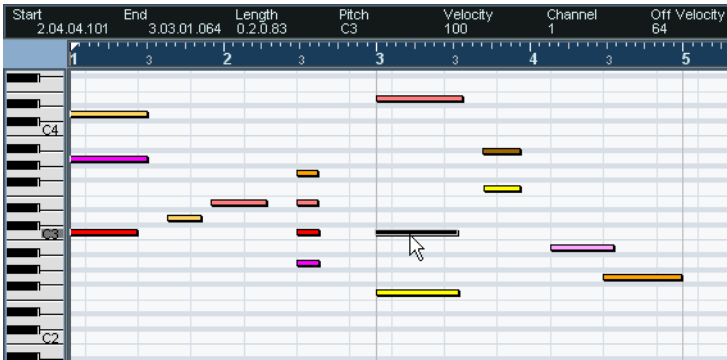 Start End Length Pitch Velocity Channel Off Velocity
2.04.04.101 3.03.01.064 0.2.0.83 C3 100 1 64
1 3 2 3 3 3 4 3 5
C4
C3
C2